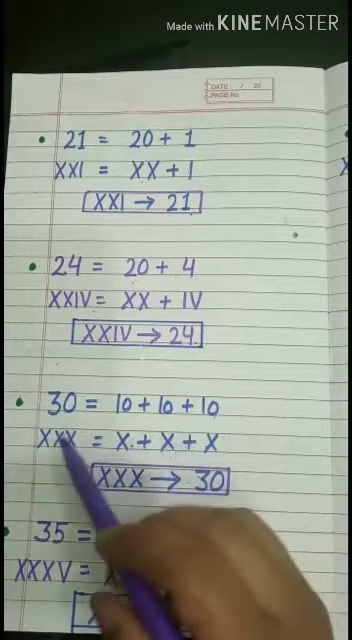 Made with KINEMASTER
DATE: / 20
PAGE No
• 21 = 20 + 1
XXI = XX + I
XXI → 21
• 24 = 20 + 4
XXIV = XX + IV
XXIV → 24
• 30 = 10 + 10 + 10
XXX = X + X + X
XXX → 30
• 35 =
XXXV =